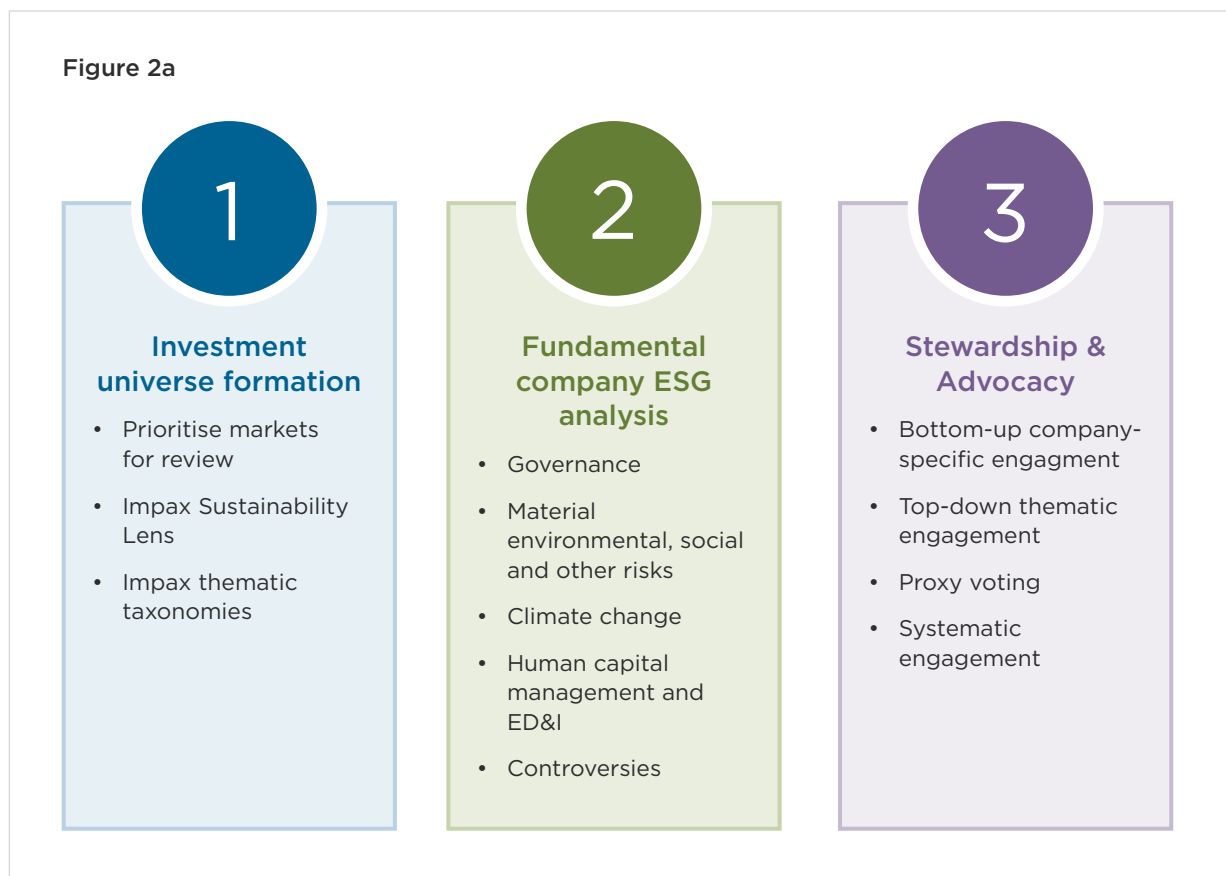 Figure 2a
1
Investment
universe formation
• Prioritise markets
for review
• Impax Sustainability
Lens
• Impax thematic
taxonomies
2
Fundamental
company ESG
analysis
• Governance
• Material
environmental, social
and other risks
• Climate change
• Human capital
management and
ED&I
• Controversies
3
Stewardship &
Advocacy
• Bottom-up company-
specific engagment
• Top-down thematic
engagement
• Proxy voting
• Systematic
engagement